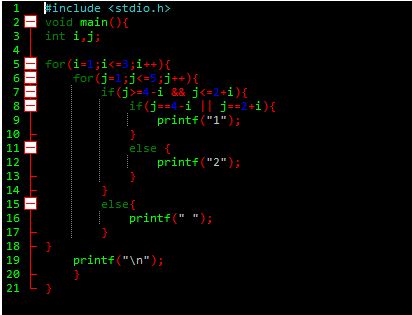 1 #include <stdio.h>
2 void main(){
3 int i,j;
4
5 for(i=1;i<=3;i++){
6 for(j=1;j<=5;j++){
7 if(j>=4-i && j<=2+i){
8 if(j==4-i || j==2+i){
9 printf("1");
10 }
11 else {
12 printf("2");
13 }
14 }
15 else{
16 printf(" ");
17 }
18 }
19 printf("\n");
20 }
21 }